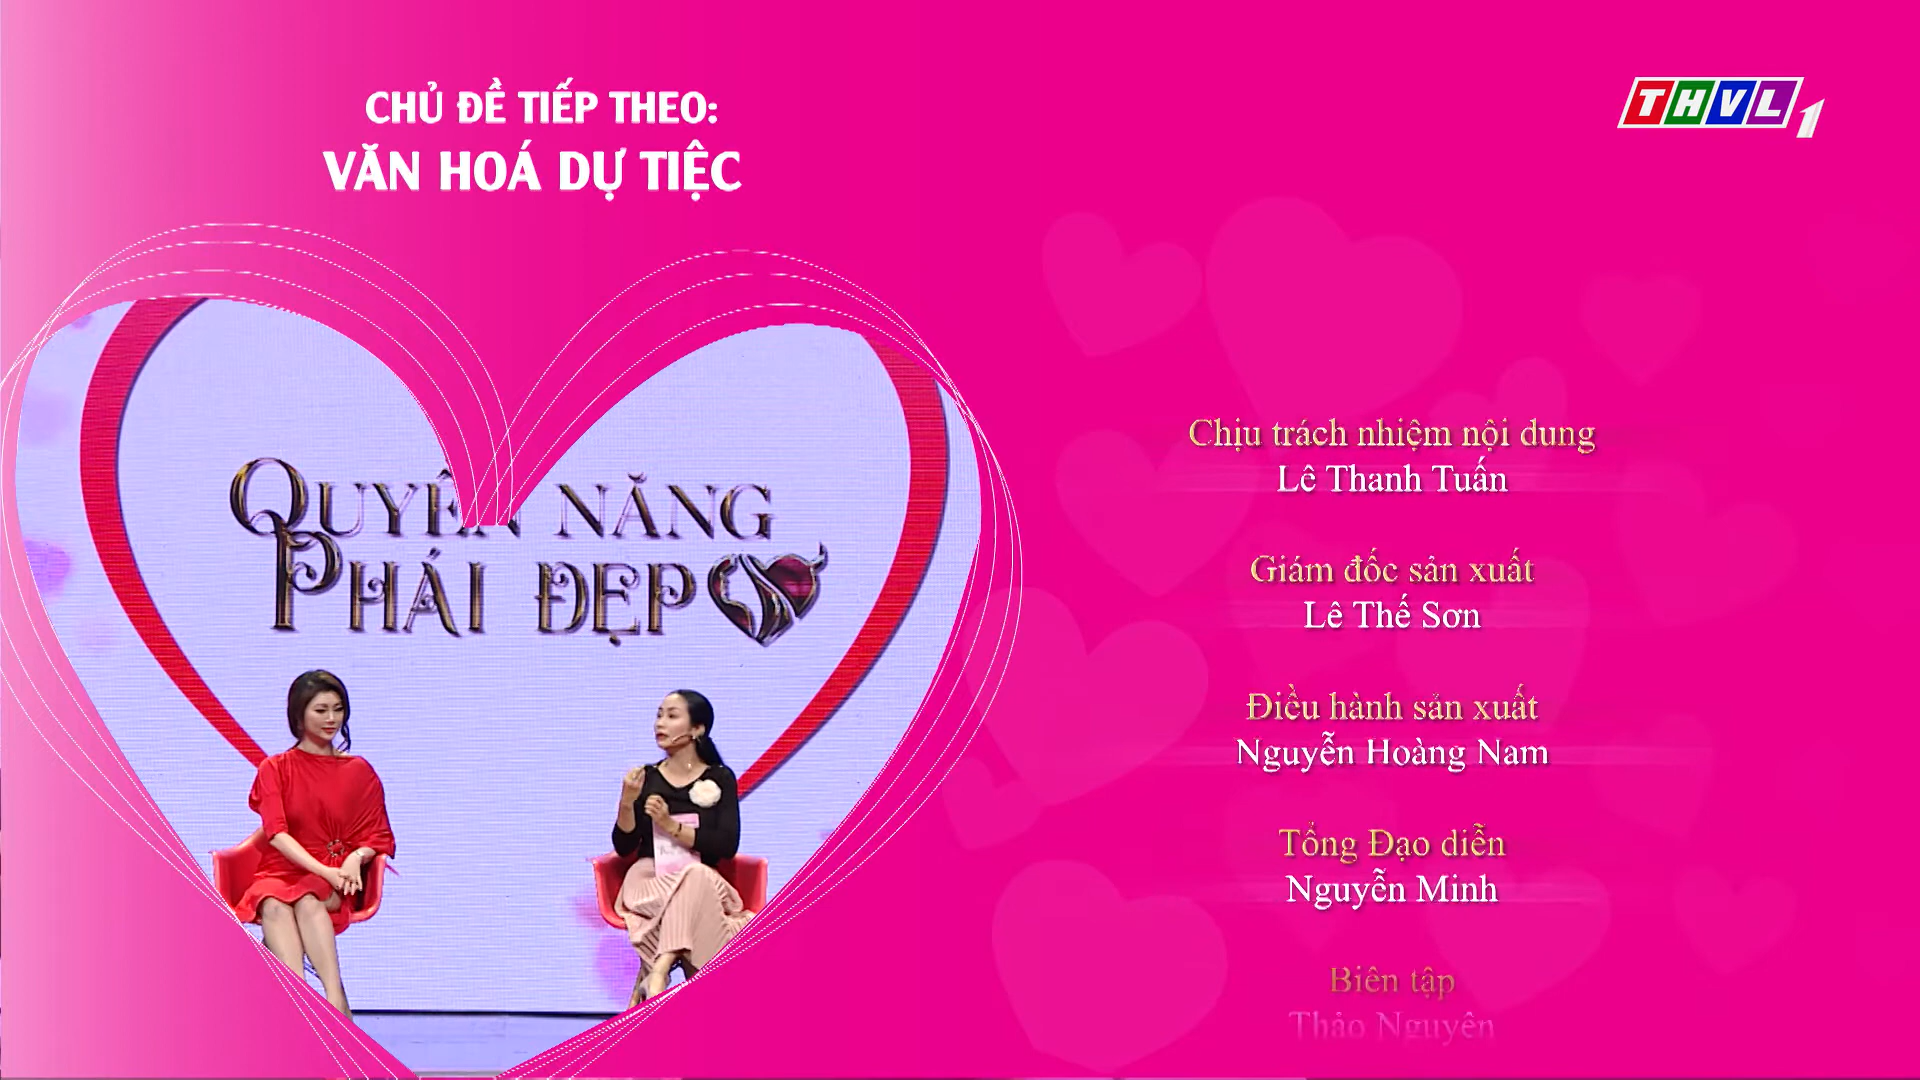 CHỦ ĐỀ TIẾP THEO:
VĂN HOÁ DỰ TIỆC
THVL1
QUYỀN NĂNG
PHÁI ĐẸP
Chịu trách nhiệm nội dung
Lê Thanh Tuấn
Giám đốc sản xuất
Lê Thế Sơn
Điều hành sản xuất
Nguyễn Hoàng Nam
Tổng Đạo diễn
Nguyễn Minh
Biên tập
Thảo Nguyên